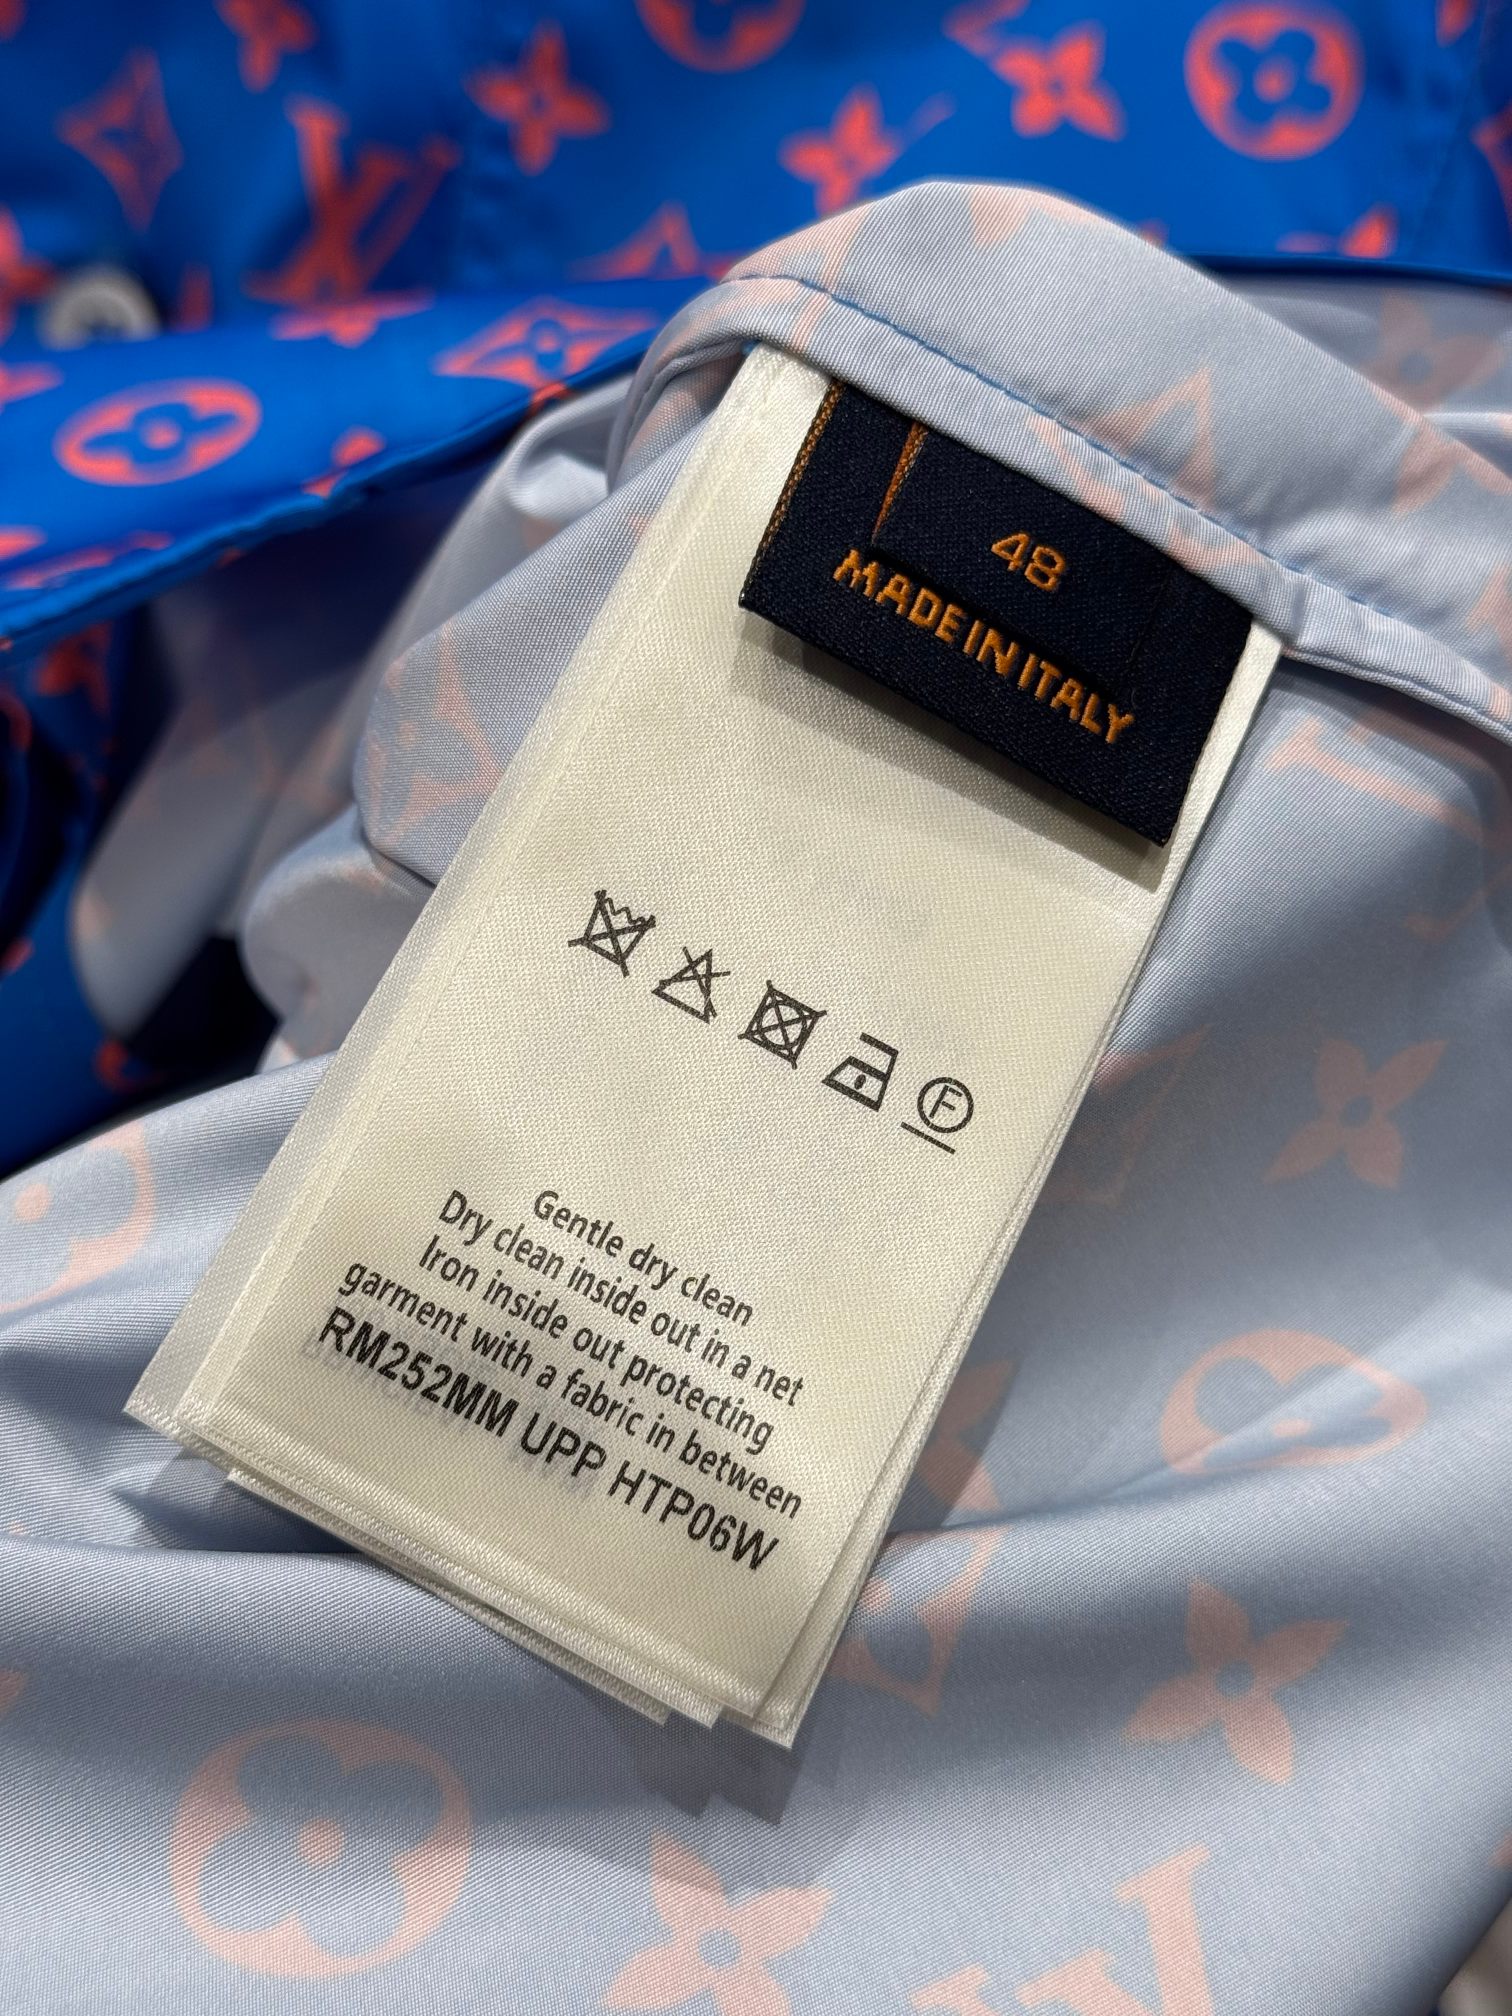 48
MADE IN ITALY
F
Gentle dry clean
Dry clean inside out in a net
Iron inside out protecting
garment with a fabric in between
RM252MM UPP HTP06W